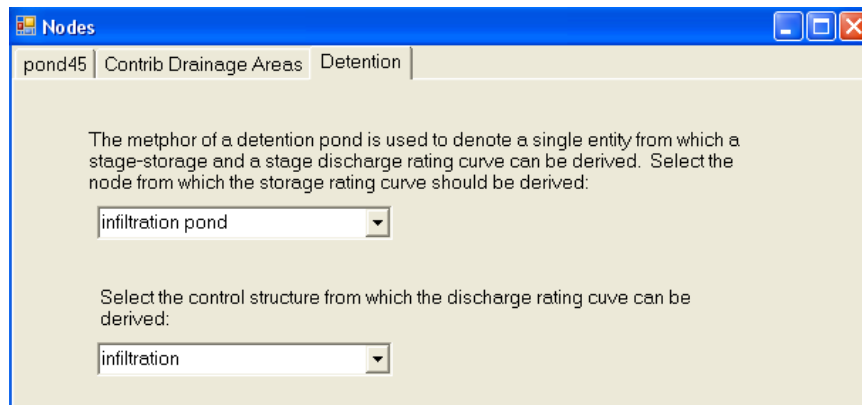 Nodes
pond45 Contrib Drainage Areas Detention
The metphor of a detention pond is used to denote a single entity from which a
stage-storage and a stage discharge rating curve can be derived. Select the
node from which the storage rating curve should be derived:
infiltration pond
Select the control structure from which the discharge rating cuve can be
derived:
infiltration